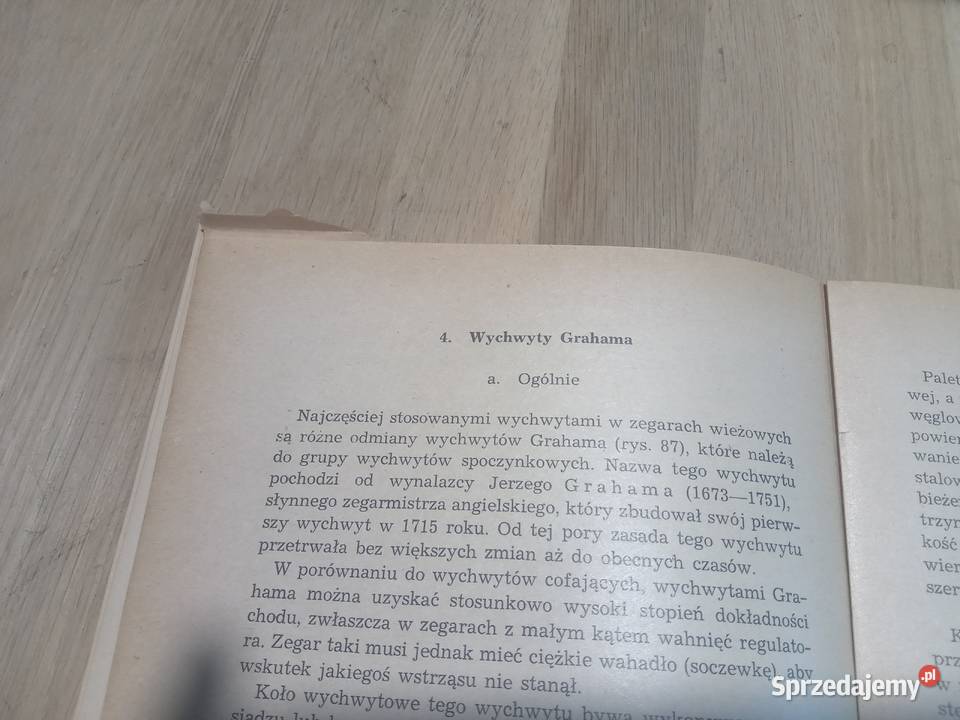 4. Wychwyty Grahama
a. Ogólnie
Najczęściej stosowanymi wychwytami w zegarach wieżowych
są różne odmiany wychwytów Grahama (rys. 87), które należą
do grupy wychwytów spoczynkowych. Nazwa tego wychwytu
pochodzi od wynalazcy Jerzego Grahama (1673—1751),
słynnego zegarmistrza angielskiego, który zbudował swój pierw-
szy wychwyt w 1715 roku. Od tej pory zasada tego wychwytu
przetrwała bez większych zmian aż do obecnych czasów.
W porównaniu do wychwytów cofających, wychwytami Gra-
hama można uzyskać stosunkowo wysoki stopień dokładności
chodu, zwłaszcza w zegarach z małym kątem wahnięć regulato-
ra. Zegar taki musi jednak mieć ciężkie wahadło (soczewkę), aby
wskutek jakiegoś wstrząsu nie stanął.
Koło wychwytowe tego wychwytu bywa
Palet
wej, a
węglow
powier
wanie
stalow
bieże
trzyn
kość
wier
szer
K
prz
w
ste
Sprzedajemy.pl